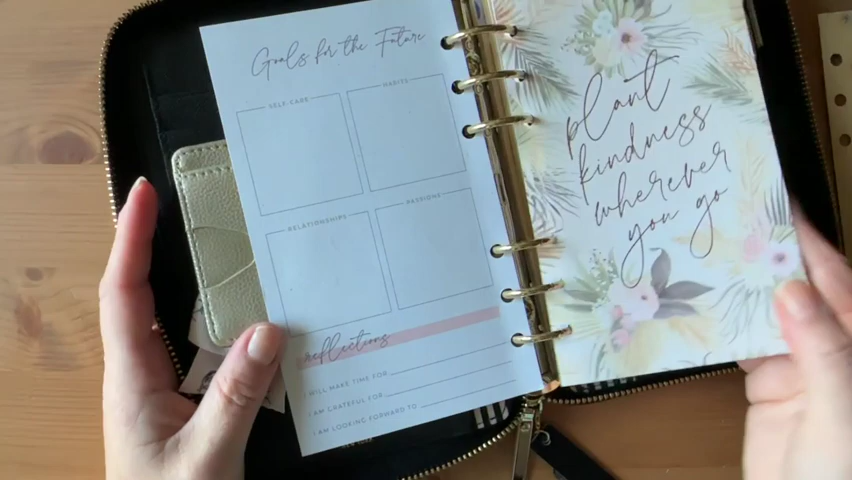 Goals for the Future
SELF-CARE
HABITS
RELATIONSHIPS
PASSIONS
reflections
I WILL MAKE TIME FOR
I AM GRATEFUL FOR
I AM LOOKING FORWARD TO
plant
kindness
wherever
you go